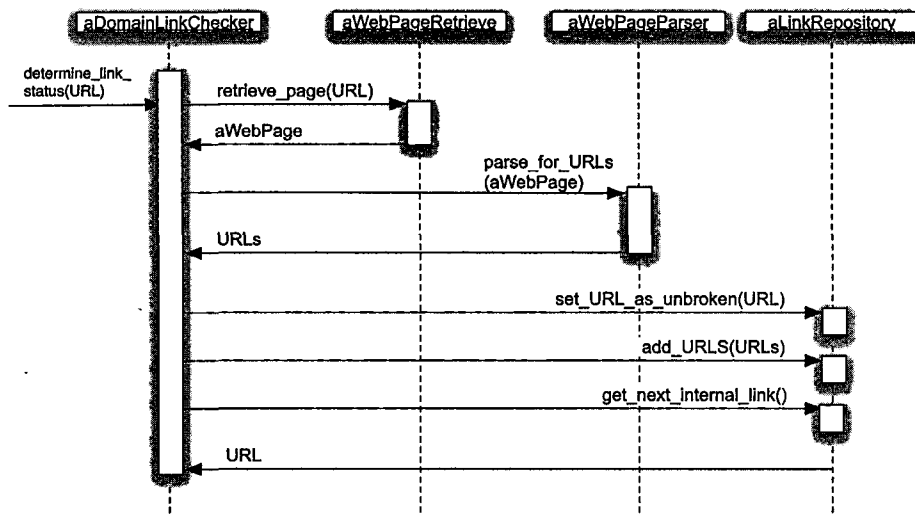 aDomainLinkChecker
aWebPageRetrieve
aWebPageParser
aLinkRepository
determine_link_
status(URL)
retrieve_page(URL)
aWebPage
parse_for_URLs
(aWebPage)
URLs
set_URL_as_unbroken(URL)
add_URLS(URLs)
get_next_internal_link()
URL